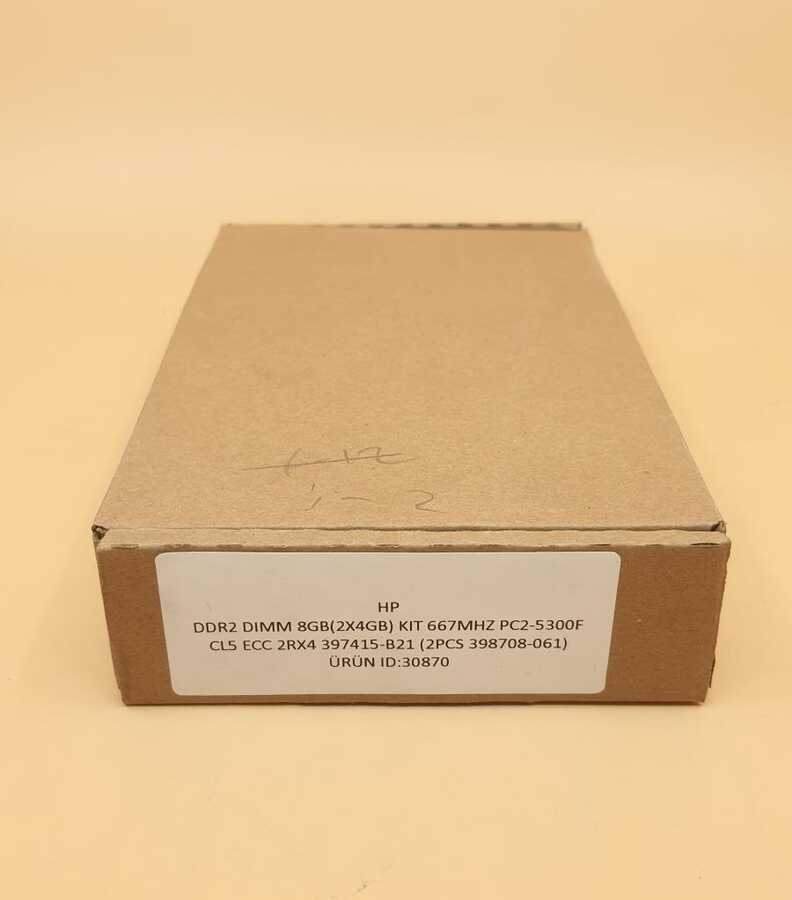 i-2
HP
DDR2 DIMM 8GB(2X4GB) KIT 667MHZ PC2-5300F
CL5 ECC 2RX4 397415-B21 (2PCS 398708-061)
ÜRÜN ID:30870